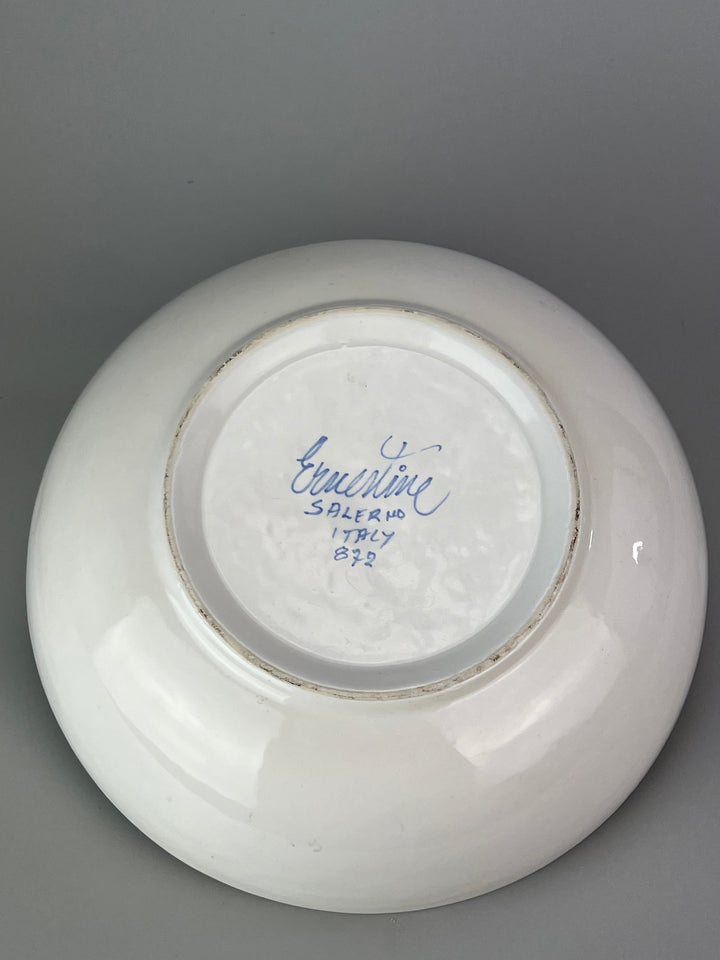 Ernestine
SALERNO
ITALY
872